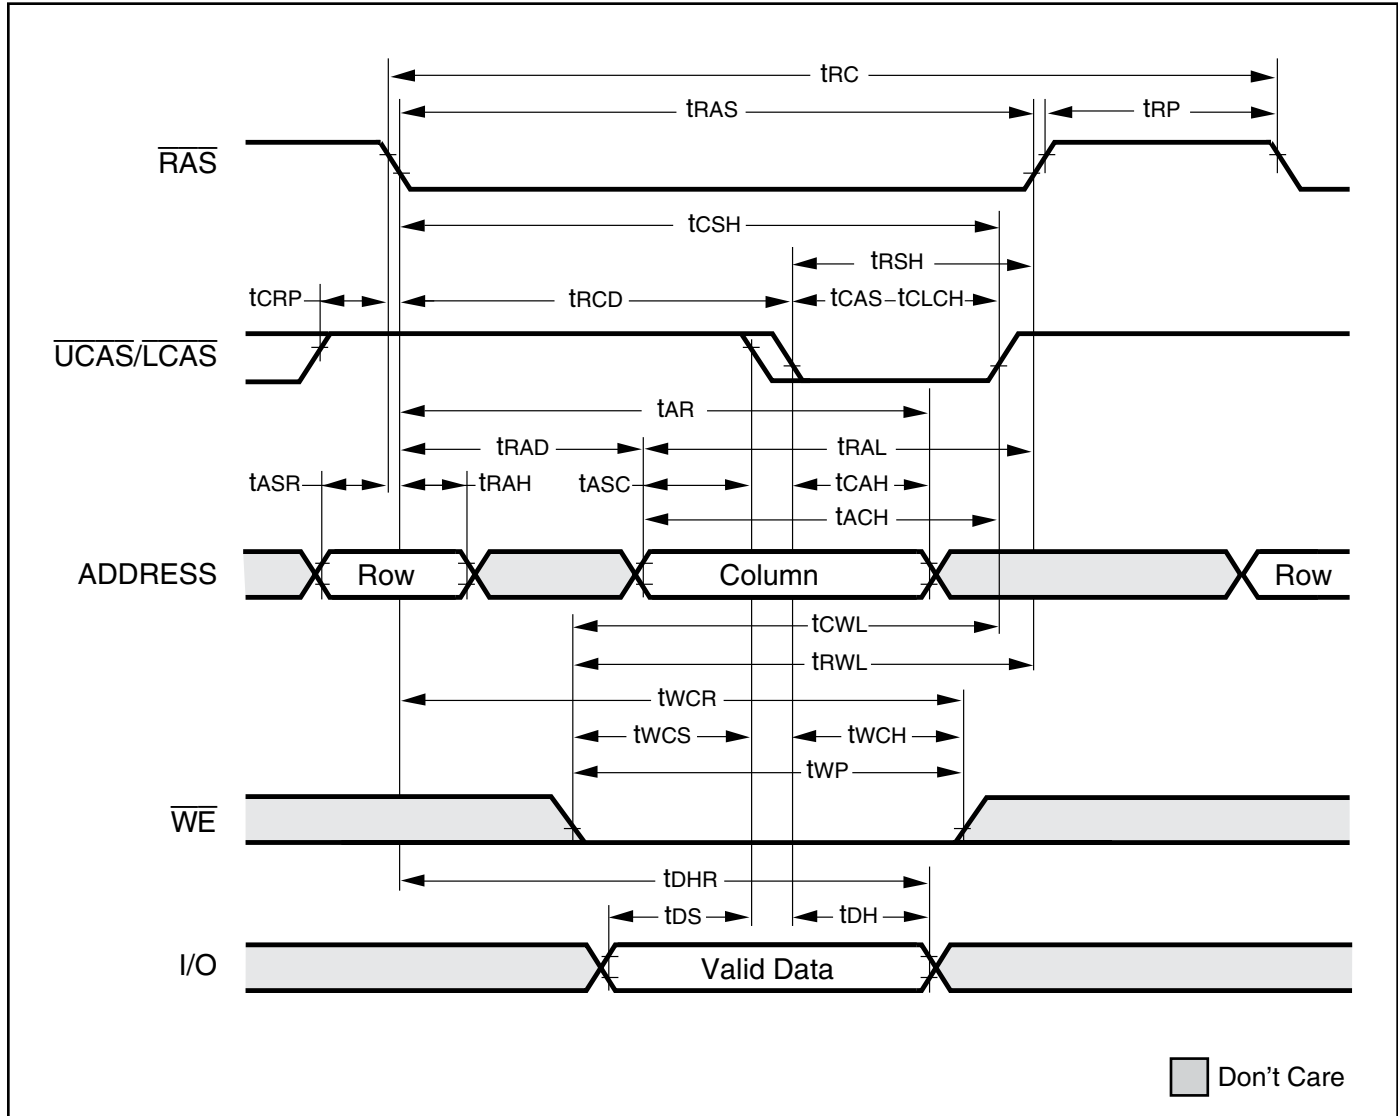 tRC
tRAS
tRP
RAS
tCSH
tRSH
tCRP
tRCD
tCAS
tCLCH
UCAS/LCAS
tAR
tRAD
tRAL
tASR
tRAH
tASC
tCAH
tACH
ADDRESS
Row
Column
Row
tCWL
tRWL
tWCR
tWCS
tWCH
tWP
WE
tDHR
tDS
tDH
I/O
Valid Data
Don't Care